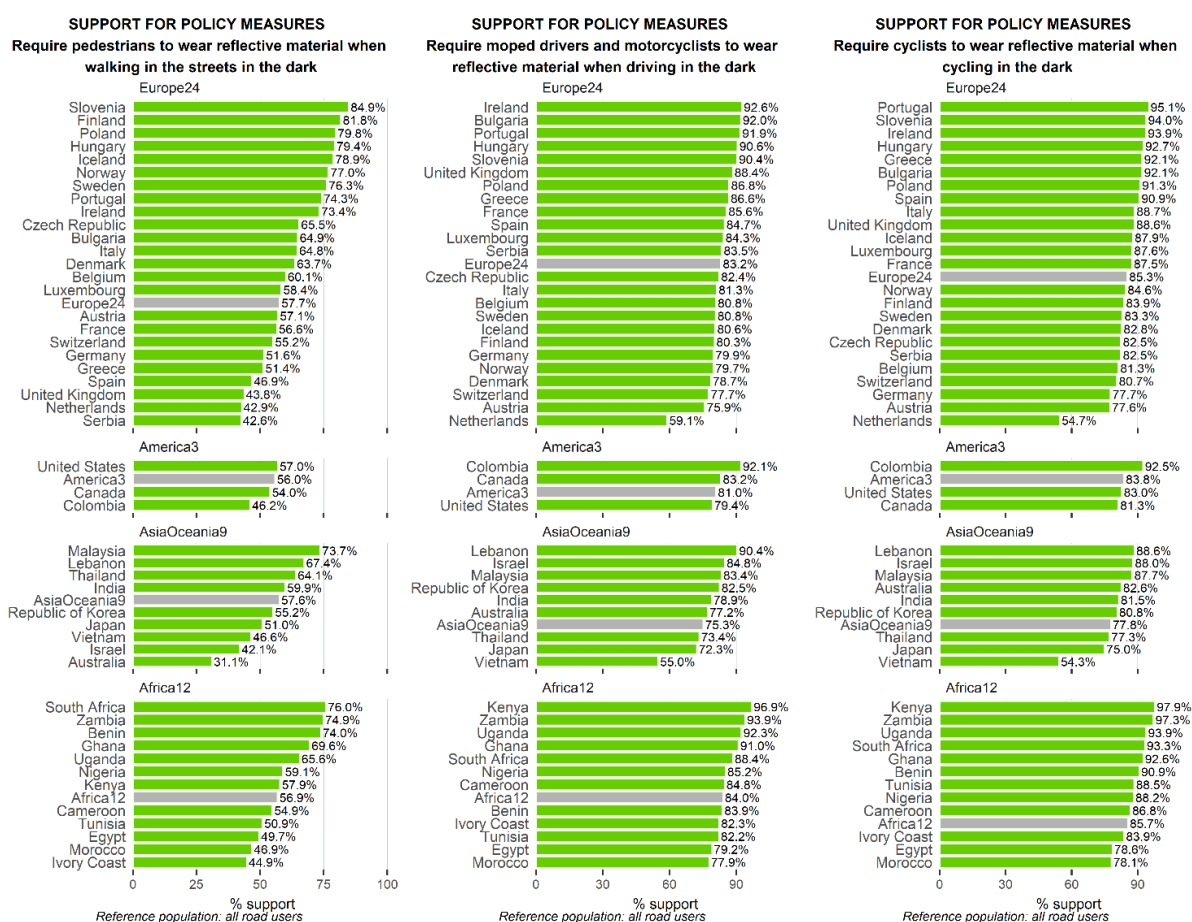 SUPPORT FOR POLICY MEASURES
Require pedestrians to wear reflective material when
walking in the streets in the dark
Europe24
Slovenia 84.9%
Finland 81.8%
Poland 79.8%
Hungary 79.4%
Iceland 78.9%
Norway 77.0%
Sweden 76.3%
Portugal 74.3%
Ireland 73.4%
Czech Republic 65.5%
Bulgaria 64.9%
Italy 64.8%
Denmark 63.7%
Belgium 60.1%
Luxembourg 58.4%
Europe24 57.7%
Austria 57.1%
France 56.6%
Switzerland 55.2%
Germany 51.6%
Greece 51.4%
Spain 46.9%
United Kingdom 43.8%
Netherlands 42.9%
Serbia 42.6%
America3
United States 57.0%
America3 56.0%
Canada 54.0%
Colombia 46.2%
AsiaOceania9
Malaysia 73.7%
Lebanon 67.4%
Thailand 64.1%
India 59.9%
AsiaOceania9 57.6%
Republic of Korea 55.2%
Japan 51.0%
Vietnam 46.6%
Israel 42.1%
Australia 31.1%
Africa12
South Africa 76.0%
Zambia 74.9%
Benin 74.0%
Ghana 69.6%
Uganda 65.6%
Nigeria 59.1%
Kenya 57.9%
Africa12 56.9%
Cameroon 54.9%
Tunisia 50.9%
Egypt 49.7%
Morocco 46.9%
Ivory Coast 44.9%
0 25 50 75 100
% support
Reference population: all road users
SUPPORT FOR POLICY MEASURES
Require moped drivers and motorcyclists to wear
reflective material when driving in the dark
Europe24
Ireland 92.6%
Bulgaria 92.0%
Portugal 91.9%
Hungary 90.6%
Slovenia 90.4%
United Kingdom 88.4%
Poland 86.8%
Greece 86.6%
France 85.6%
Spain 84.7%
Luxembourg 84.3%
Serbia 83.5%
Europe24 83.2%
Czech Republic 82.4%
Italy 81.3%
Belgium 80.8%
Sweden 80.8%
Iceland 80.6%
Finland 80.3%
Germany 79.9%
Norway 79.7%
Denmark 78.7%
Switzerland 77.7%
Austria 75.9%
Netherlands 59.1%
America3
Colombia 92.1%
Canada 83.2%
America3 81.0%
United States 79.4%
AsiaOceania9
Lebanon 90.4%
Israel 84.8%
Malaysia 83.4%
Republic of Korea 82.5%
India 78.9%
Australia 77.2%
AsiaOceania9 75.3%
Thailand 73.4%
Japan 72.3%
Vietnam 55.0%
Africa12
Kenya 96.9%
Zambia 93.9%
Uganda 92.3%
Ghana 91.0%
South Africa 88.4%
Nigeria 85.2%
Cameroon 84.8%
Africa12 84.0%
Benin 83.9%
Ivory Coast 82.3%
Tunisia 82.2%
Egypt 79.2%
Morocco 77.9%
0 30 60 90
% support
Reference population: all road users
SUPPORT FOR POLICY MEASURES
Require cyclists to wear reflective material when
cycling in the dark
Europe24
Portugal 95.1%
Slovenia 94.0%
Ireland 93.9%
Hungary 92.7%
Greece 92.1%
Bulgaria 92.1%
Poland 91.3%
Spain 90.9%
Italy 88.7%
United Kingdom 88.6%
Iceland 87.9%
Luxembourg 87.6%
France 87.5%
Europe24 85.3%
Norway 84.6%
Finland 83.9%
Sweden 83.3%
Denmark 82.8%
Czech Republic 82.5%
Serbia 82.5%
Belgium 81.3%
Switzerland 80.7%
Germany 77.7%
Austria 77.6%
Netherlands 54.7%
America3
Colombia 92.5%
America3 83.8%
United States 83.0%
Canada 81.3%
AsiaOceania9
Lebanon 88.6%
Israel 88.0%
Malaysia 87.7%
Australia 82.6%
India 81.5%
Republic of Korea 80.8%
AsiaOceania9 77.8%
Thailand 77.3%
Japan 75.0%
Vietnam 54.3%
Africa12
Kenya 97.9%
Zambia 97.3%
Uganda 93.9%
South Africa 93.3%
Ghana 92.6%
Benin 90.9%
Tunisia 88.5%
Nigeria 88.2%
Cameroon 86.8%
Africa12 85.7%
Ivory Coast 83.9%
Egypt 78.6%
Morocco 78.1%
0 30 60 90
% support
Reference population: all road users